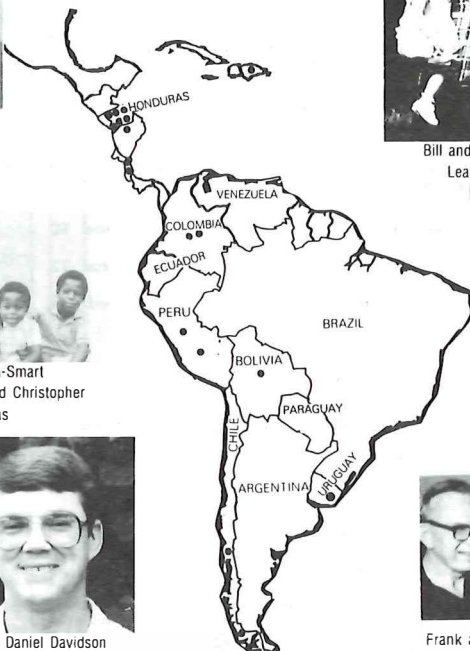 HONDURAS
Bill and
Lea
VENEZUELA
COLOMBIA
ECUADOR
PERU
BRAZIL
-Smart
d Christopher
as
BOLIVIA
PARAGUAY
CHILE
ARGENTINA
URUGUAY
Daniel Davidson
Frank a